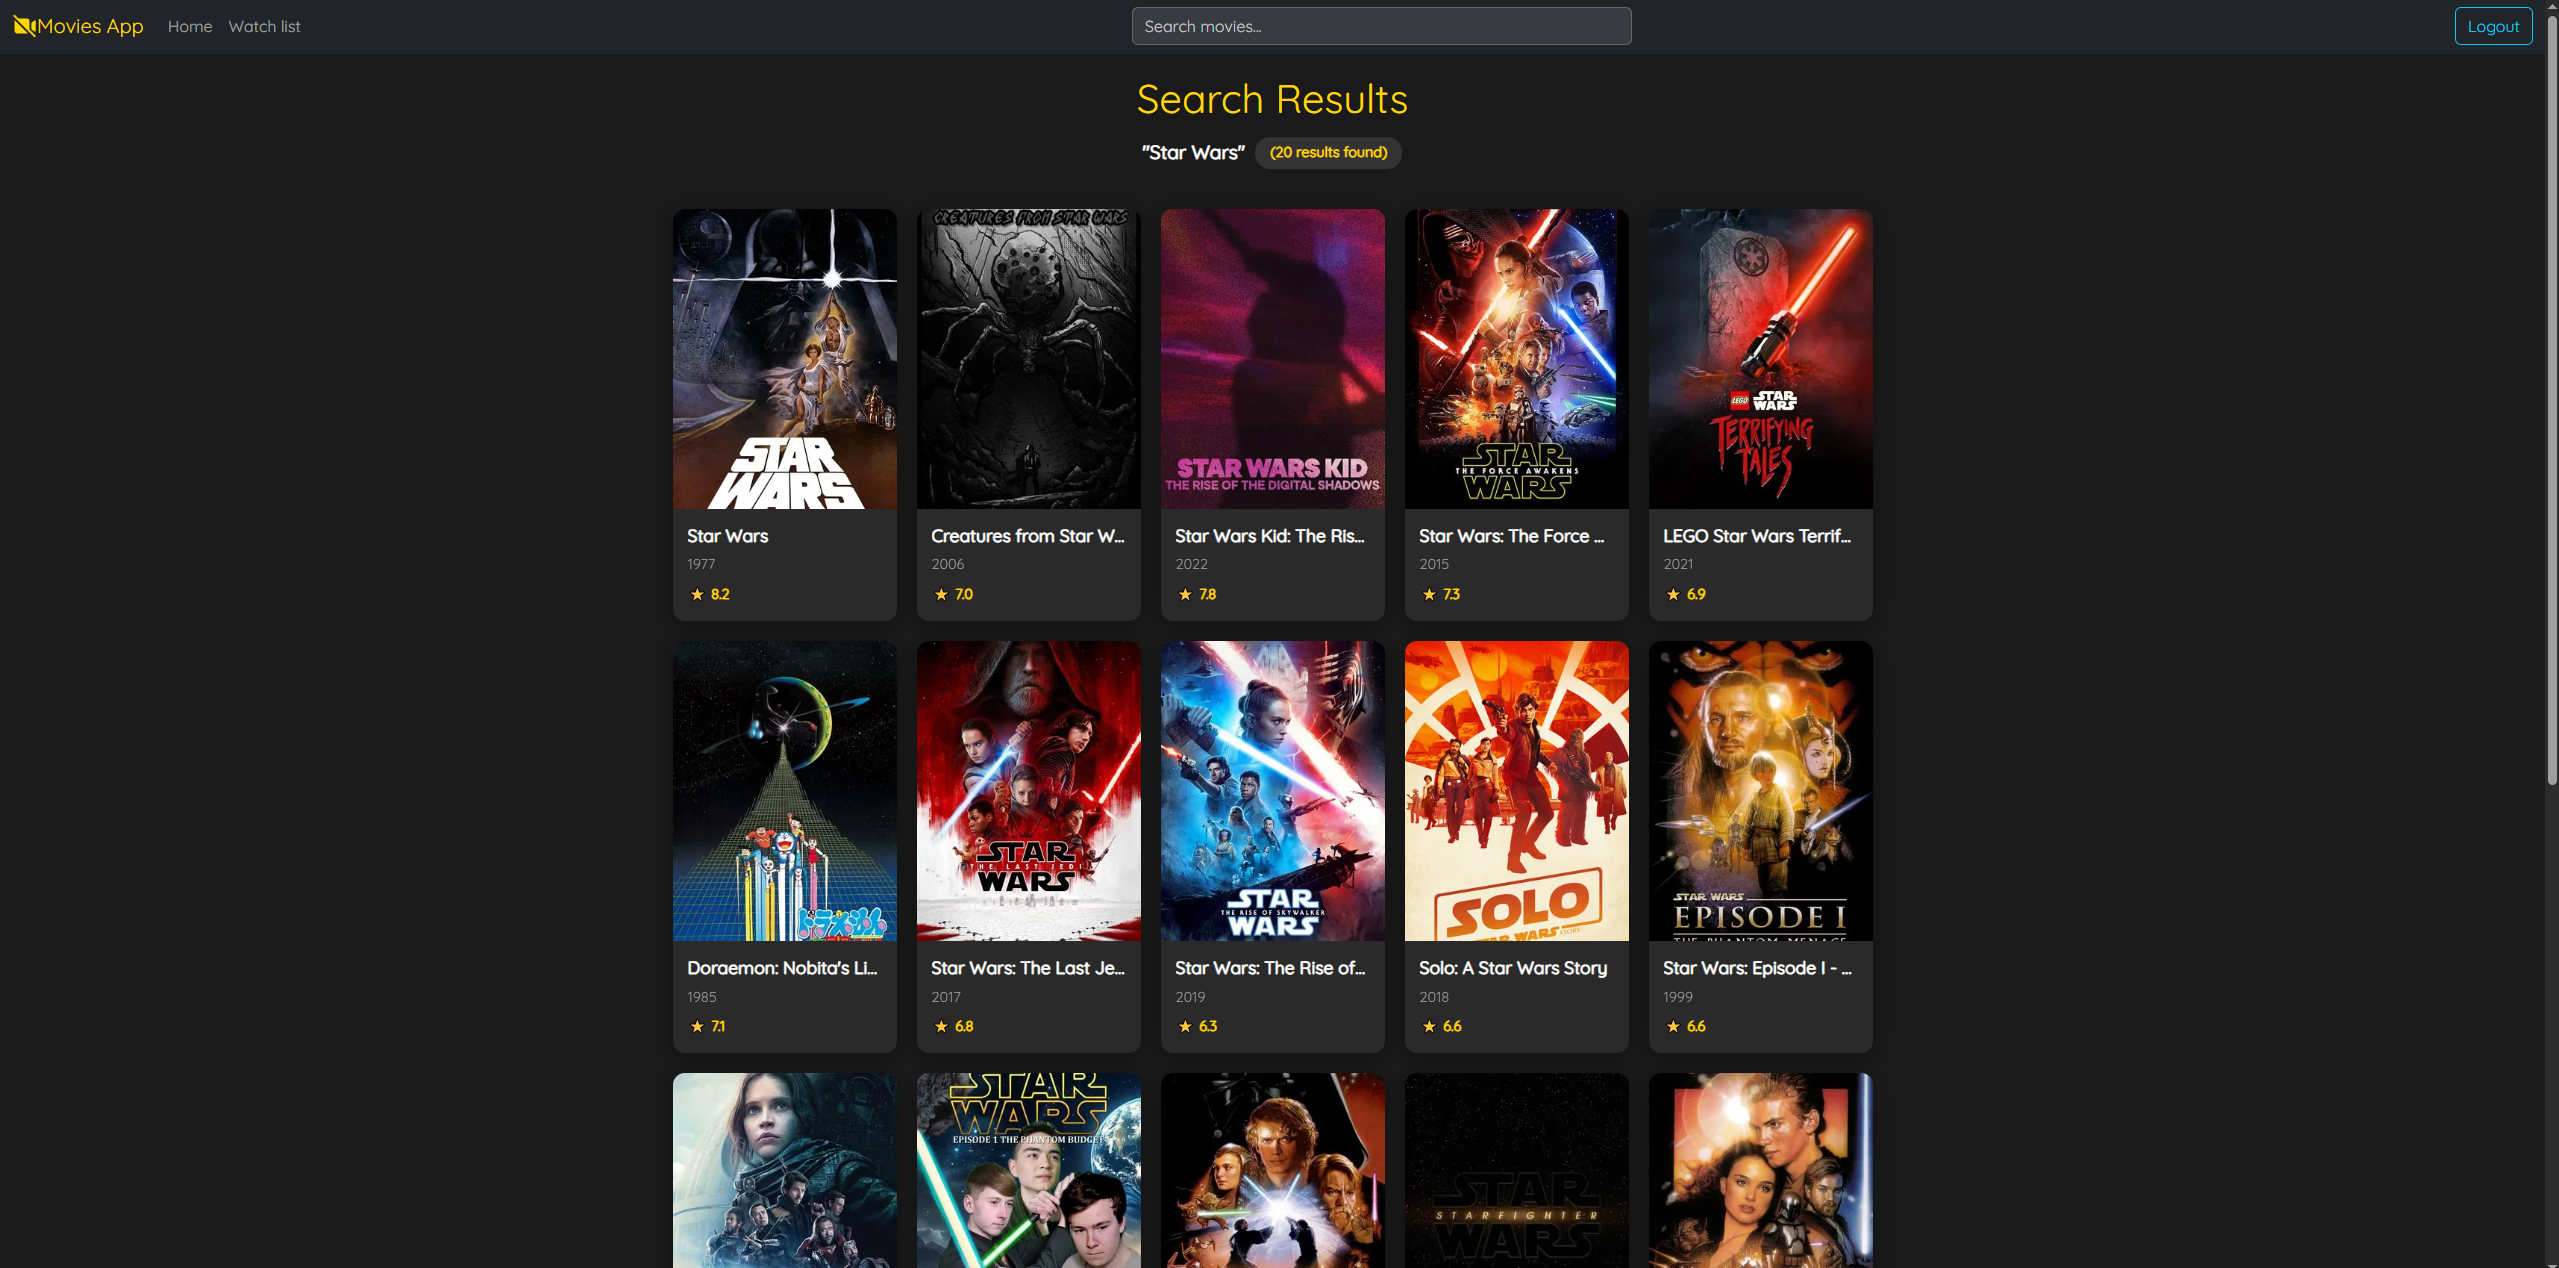 Movies App Home Watch list Search movies... Logout
Search Results
"Star Wars" (20 results found)
STAR WARS
CREATURES FROM STAR WARS
STAR WARS KID
THE RISE OF THE DIGITAL SHADOWS
STAR
THE FORCE AWAKENS
WARS
LEGO STAR WARS
TERRIFYING
TALES
Star Wars
1977
★ 8.2
Creatures from Star W...
2006
★ 7.0
Star Wars Kid: The Ris...
2022
★ 7.8
Star Wars: The Force ...
2015
★ 7.3
LEGO Star Wars Terrif...
2021
★ 6.9
ドラえもん
STAR
THE LAST JEDI
WARS
STAR
THE RISE OF SKYWALKER
WARS
SOLO
STAR WARS STORY
STAR WARS
EPISODE I
THE PHANTOM MENACE
Doraemon: Nobita's Li...
1985
★ 7.1
Star Wars: The Last Je...
2017
★ 6.8
Star Wars: The Rise of...
2019
★ 6.3
Solo: A Star Wars Story
2018
★ 6.6
Star Wars: Episode I - ...
1999
★ 6.6
STAR
WARS
EPISODE 1 THE PHANTOM BUDGET
STAR
STARFIGHTER
WARS